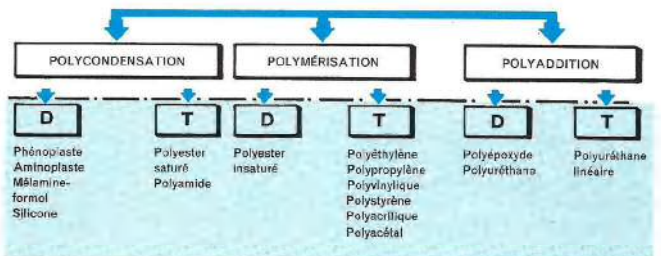 POLYCONDENSATION
POLYMÉRISATION
POLYADDITION
D
T
D
T
D
T
Phénoplaste
Aminoplaste
Mélamine-
formol
Silicone
Polyester
saturé
Polyamide
Polyester
insaturé
Polyéthylène
Polypropylène
Polyvinylique
Polystyrène
Polyacrilique
Polyacétal
Polyépoxyde
Polyuréthane
Polyuréthane
linéaire